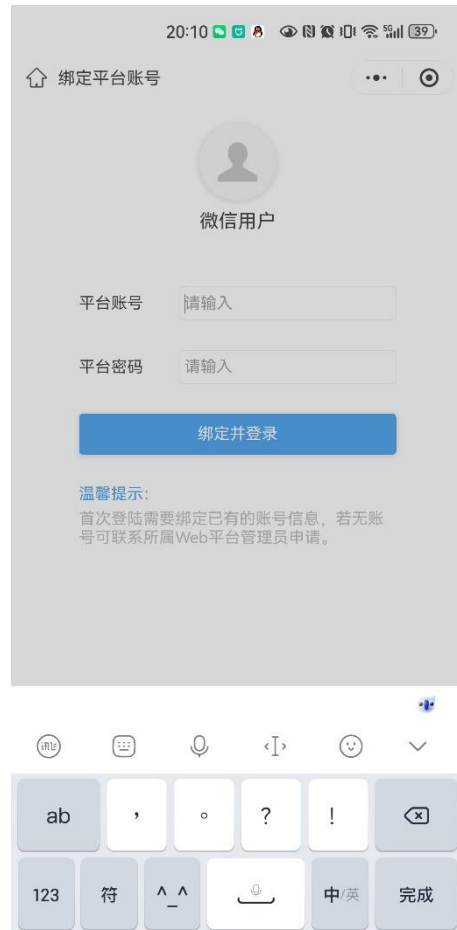 20:10 5G 39
绑定平台账号
微信用户
平台账号 请输入
平台密码 请输入
绑定并登录
温馨提示:
首次登陆需要绑定已有的账号信息，若无账
号可联系所属Web平台管理员申请。
ab ， 。 ? !
123 符 ^_^ 中/英 完成